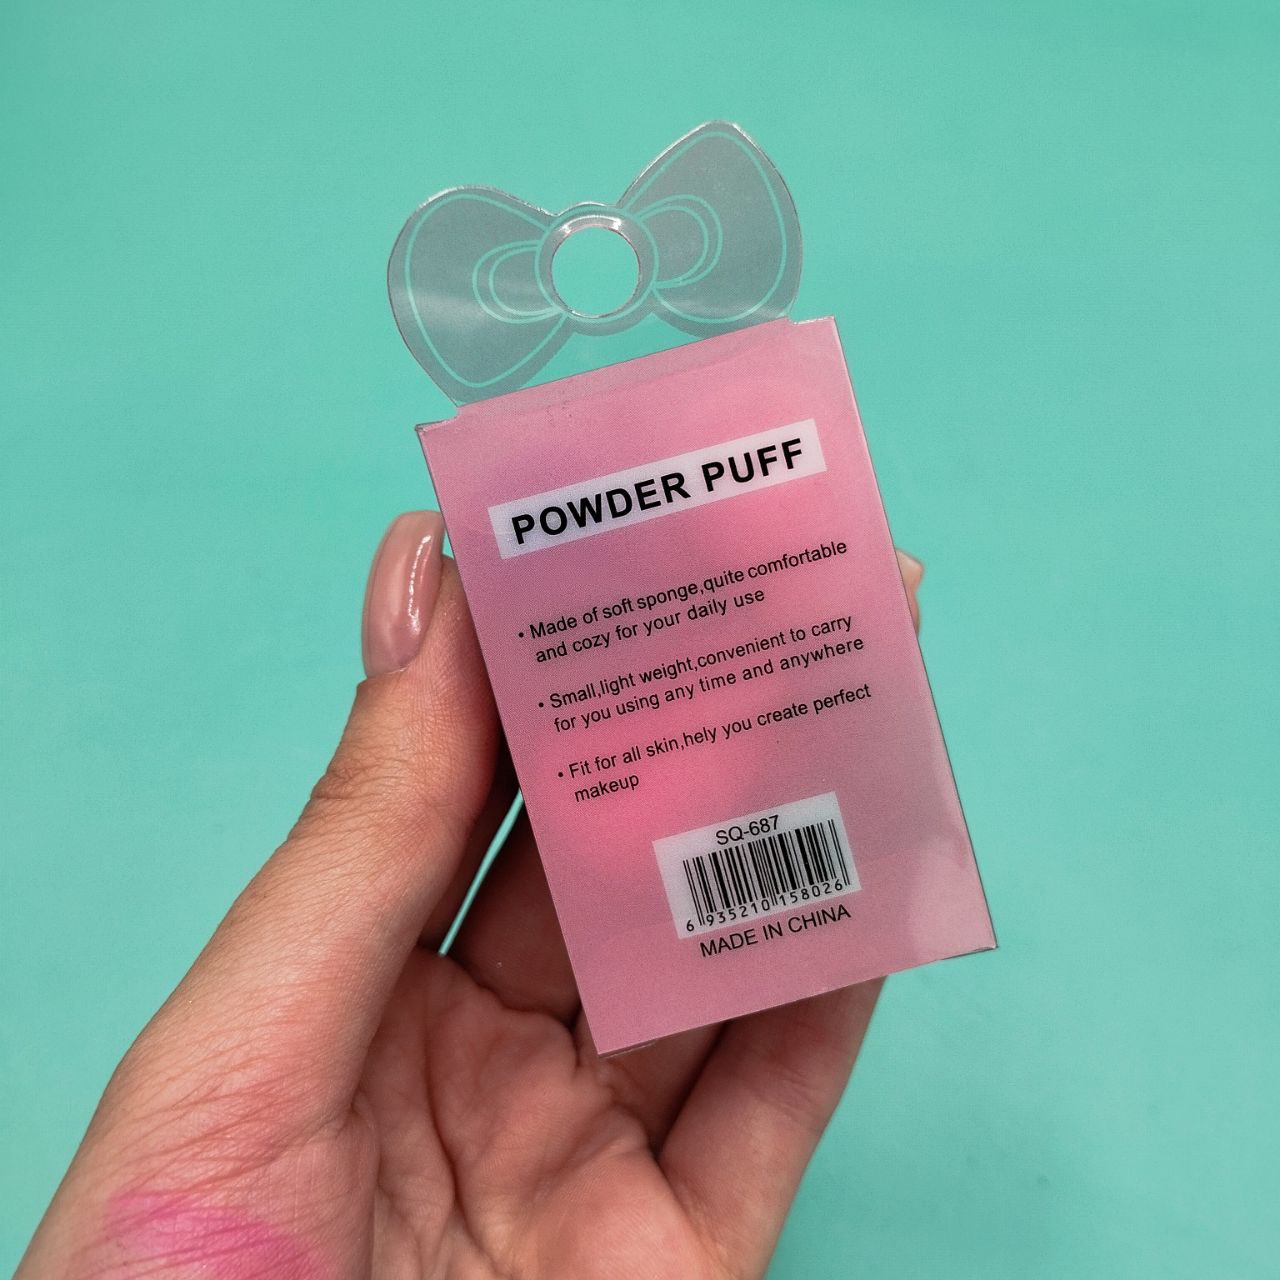 POWDER PUFF
• Made of soft sponge,quite comfortable
and cozy for your daily use
• Small,light weight,convenient to carry
for you using any time and anywhere
• Fit for all skin,hely you create perfect
makeup
SQ-687
6 935210 158026
MADE IN CHINA